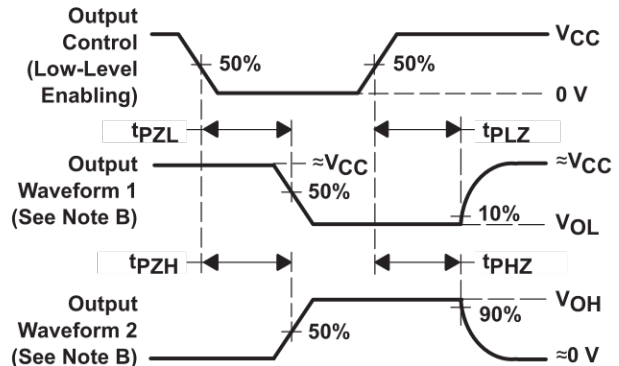 Output
Control
(Low-Level
Enabling)
50%
50%
VCC
0 V
tPZL
tPLZ
Output
Waveform 1
(See Note B)
≈VCC
50%
10%
≈VCC
VOL
tPZH
tPHZ
Output
Waveform 2
(See Note B)
50%
90%
VOH
≈0 V